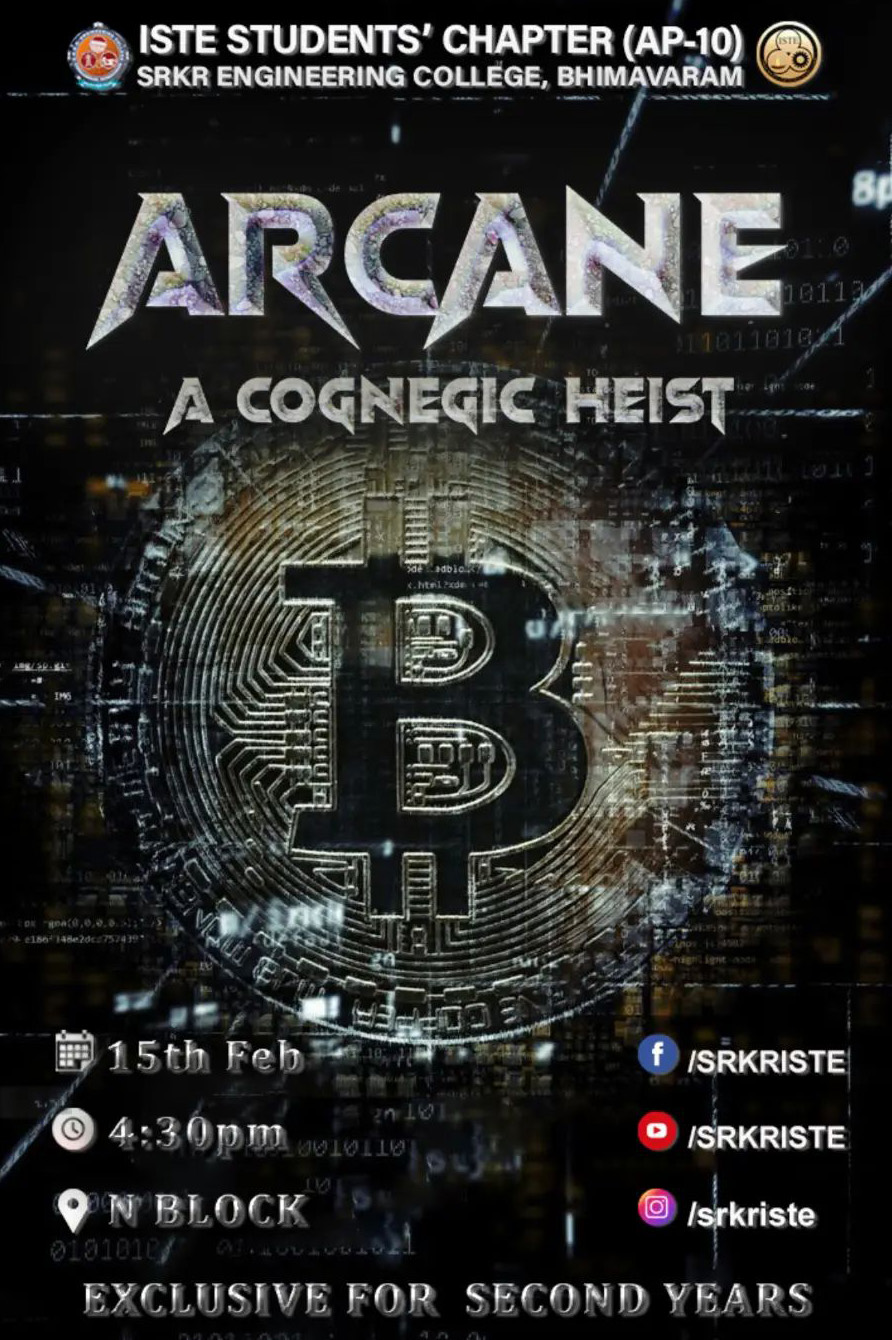 ISTE STUDENTS' CHAPTER (AP-10)
SRKR ENGINEERING COLLEGE, BHIMAVARAM
ARCANE
A COGNEGIC HEIST
15th Feb
4:30pm
N BLOCK
/SRKRISTE
/SRKRISTE
/srkriste
EXCLUSIVE FOR SECOND YEARS